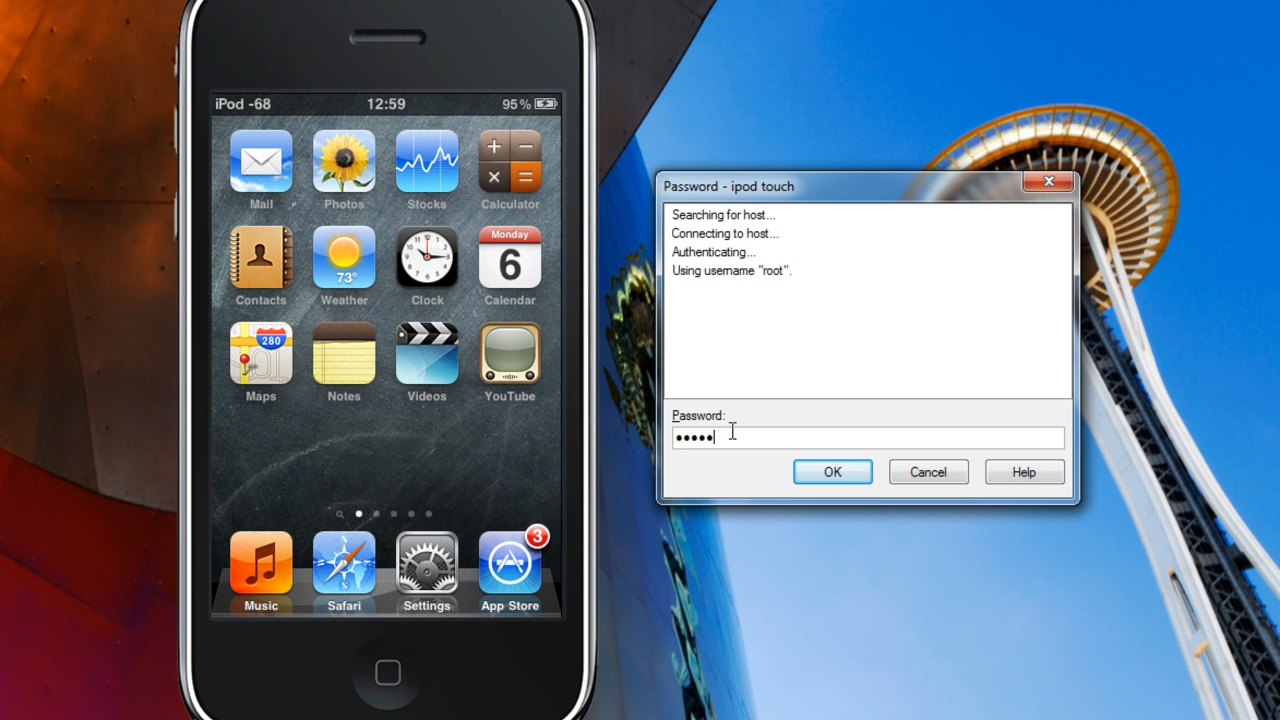 iPod -68 12:59 95%
Mail Photos Stocks Calculator
Monday
6
73°
Contacts Weather Clock Calendar
280
Maps Notes Videos YouTube
3
Music Safari Settings App Store
Password - ipod touch
Searching for host...
Connecting to host...
Authenticating...
Using username "root".
Password:
OK Cancel Help